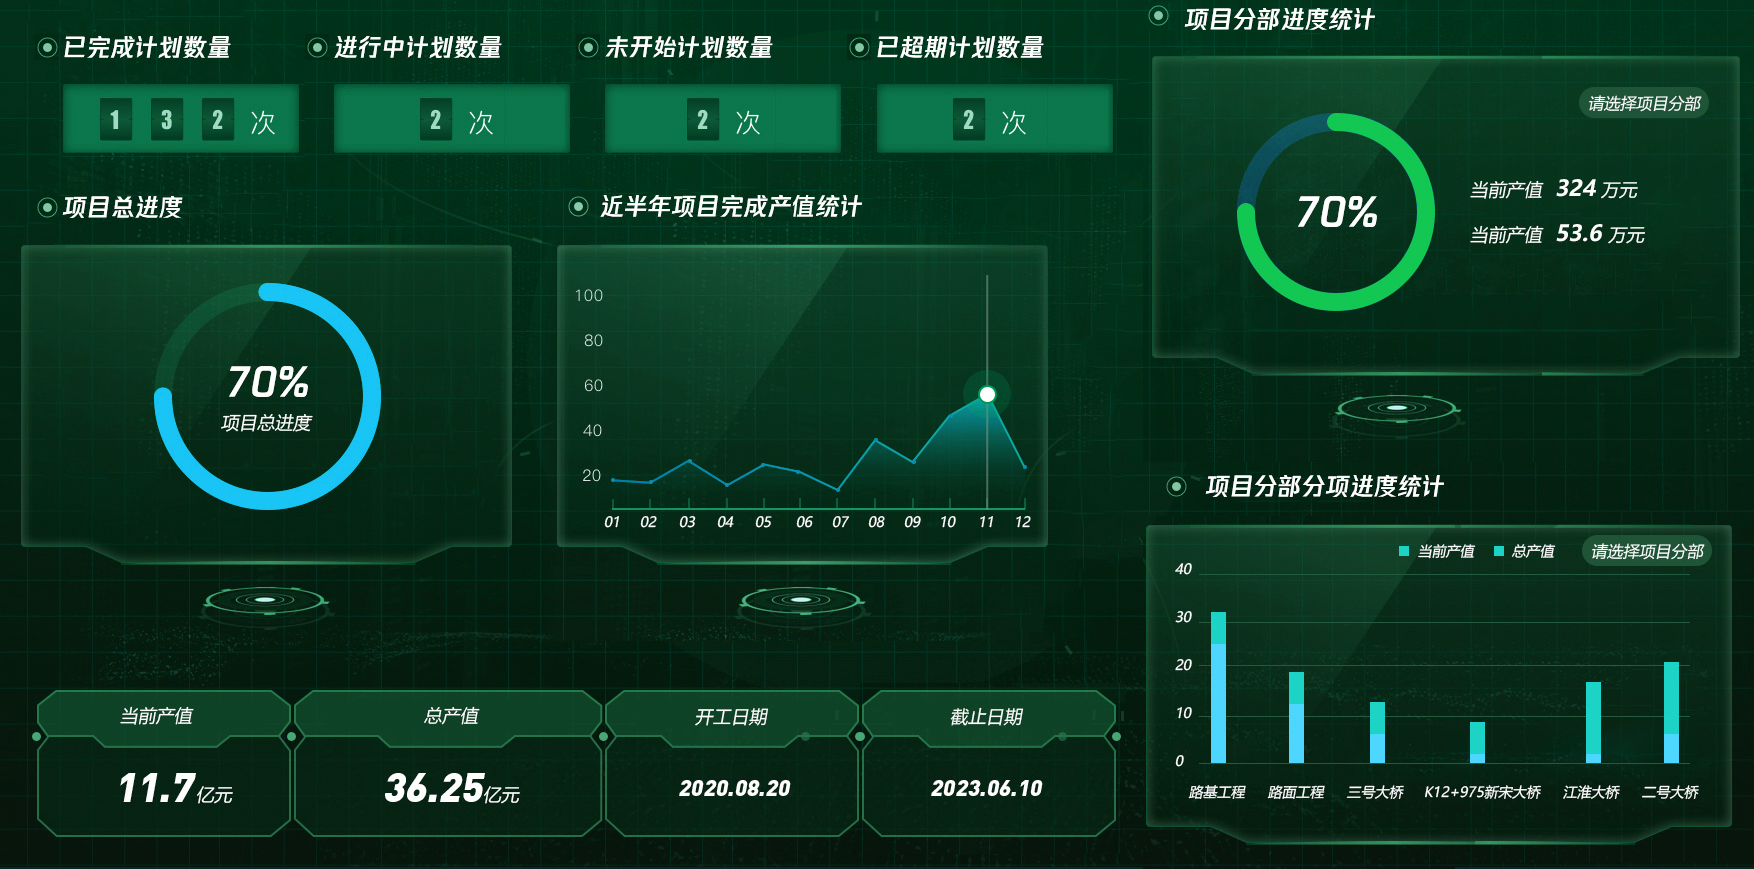 已完成计划数量
进行中计划数量
未开始计划数量
已超期计划数量
1 3 2 次
2 次
2 次
2 次
项目总进度
70%
项目总进度
近半年项目完成产值统计
100
80
60
40
20
01 02 03 04 05 06 07 08 09 10 11 12
当前产值
11.7亿元
总产值
36.25亿元
开工日期
2020.08.20
截止日期
2023.06.10
项目分部进度统计
请选择项目分部
70%
当前产值 324 万元
当前产值 53.6 万元
项目分部分项进度统计
当前产值 总产值 请选择项目分部
40
30
20
10
0
路基工程 路面工程 三号大桥 K12+975新宋大桥 江淮大桥 二号大桥